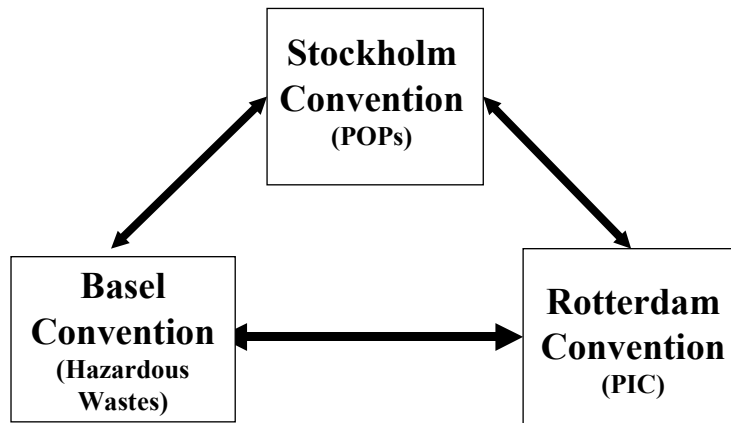 Stockholm
Convention
(POPs)
Basel
Convention
(Hazardous
Wastes)
Rotterdam
Convention
(PIC)